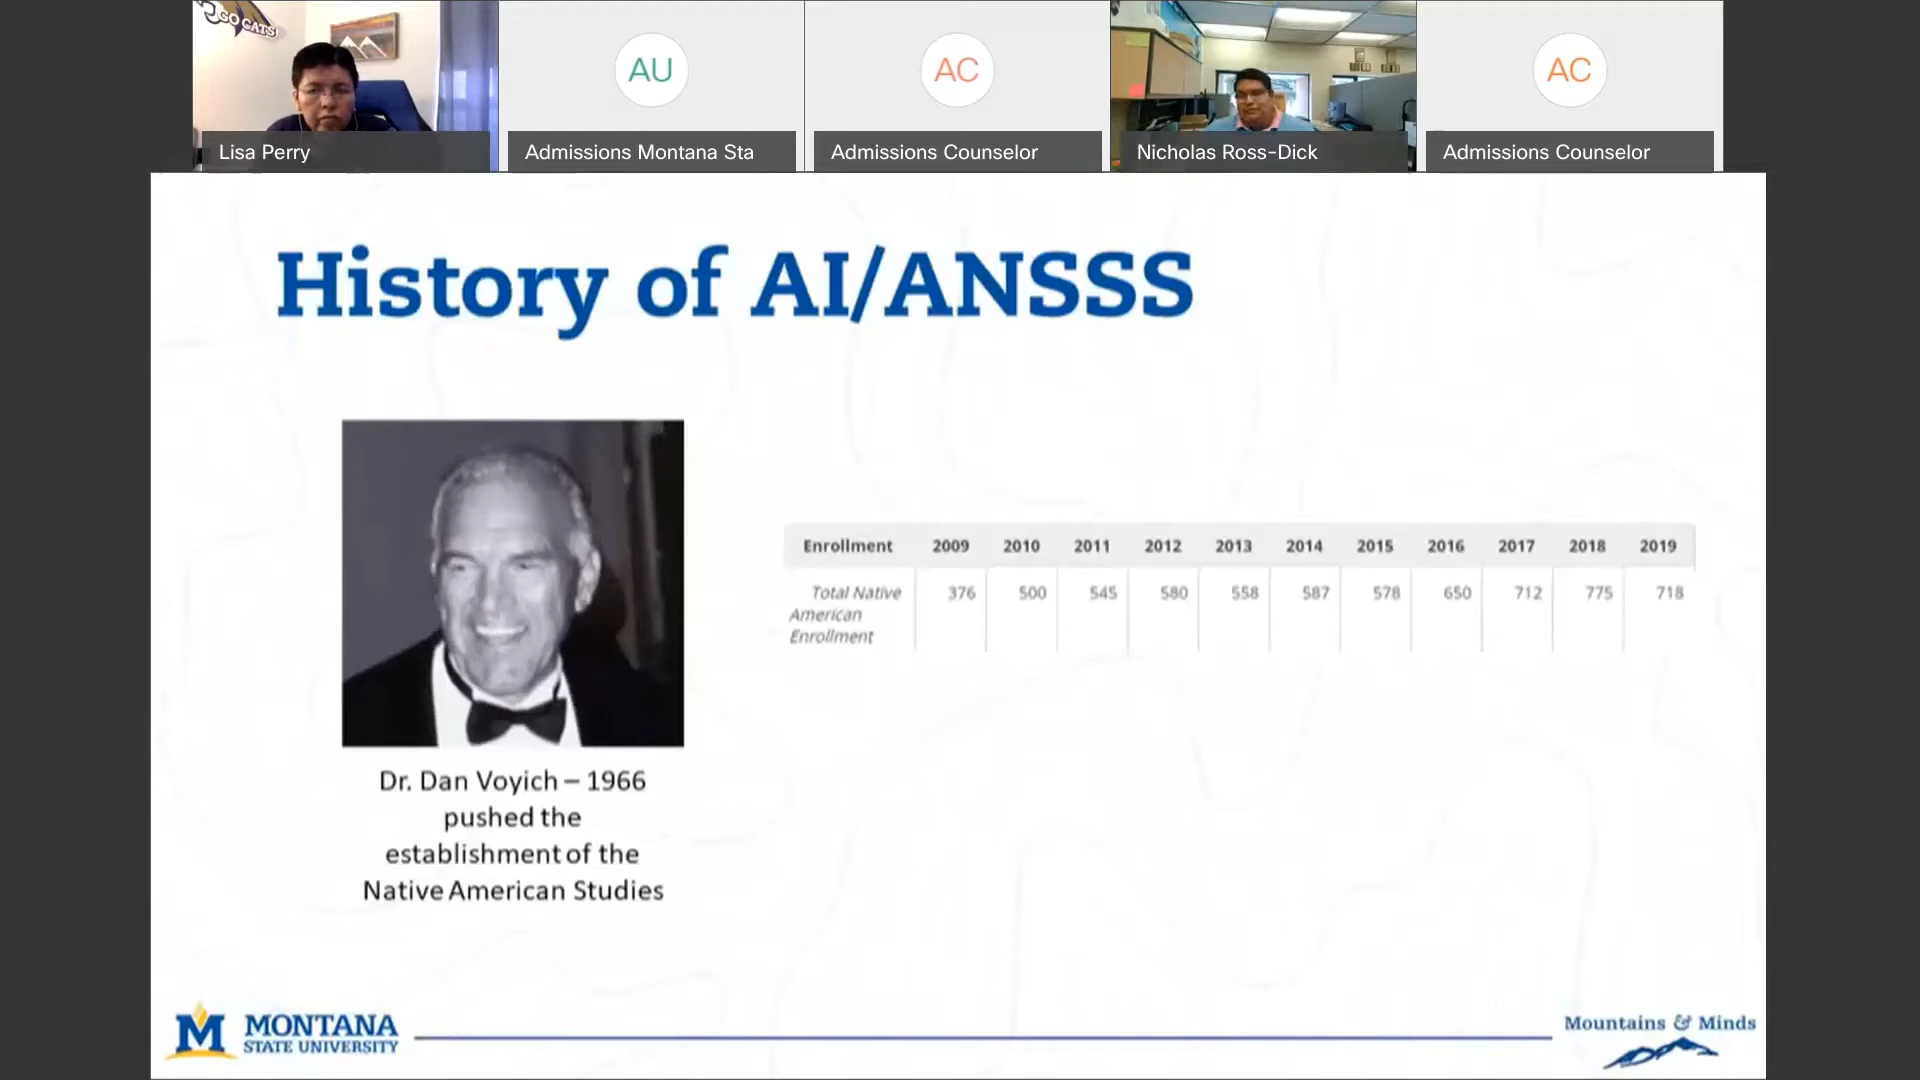 GO CATS!
AU
AC
AC
Lisa Perry
Admissions Montana Sta
Admissions Counselor
Nicholas Ross-Dick
Admissions Counselor
History of AI/ANSSS
Dr. Dan Voyich – 1966
pushed the
establishment of the
Native American Studies
Enrollment 2009 2010 2011 2012 2013 2014 2015 2016 2017 2018 2019
Total Native 376 500 545 580 558 587 578 650 712 775 718
American
Enrollment
M MONTANA
STATE UNIVERSITY
Mountains & Minds